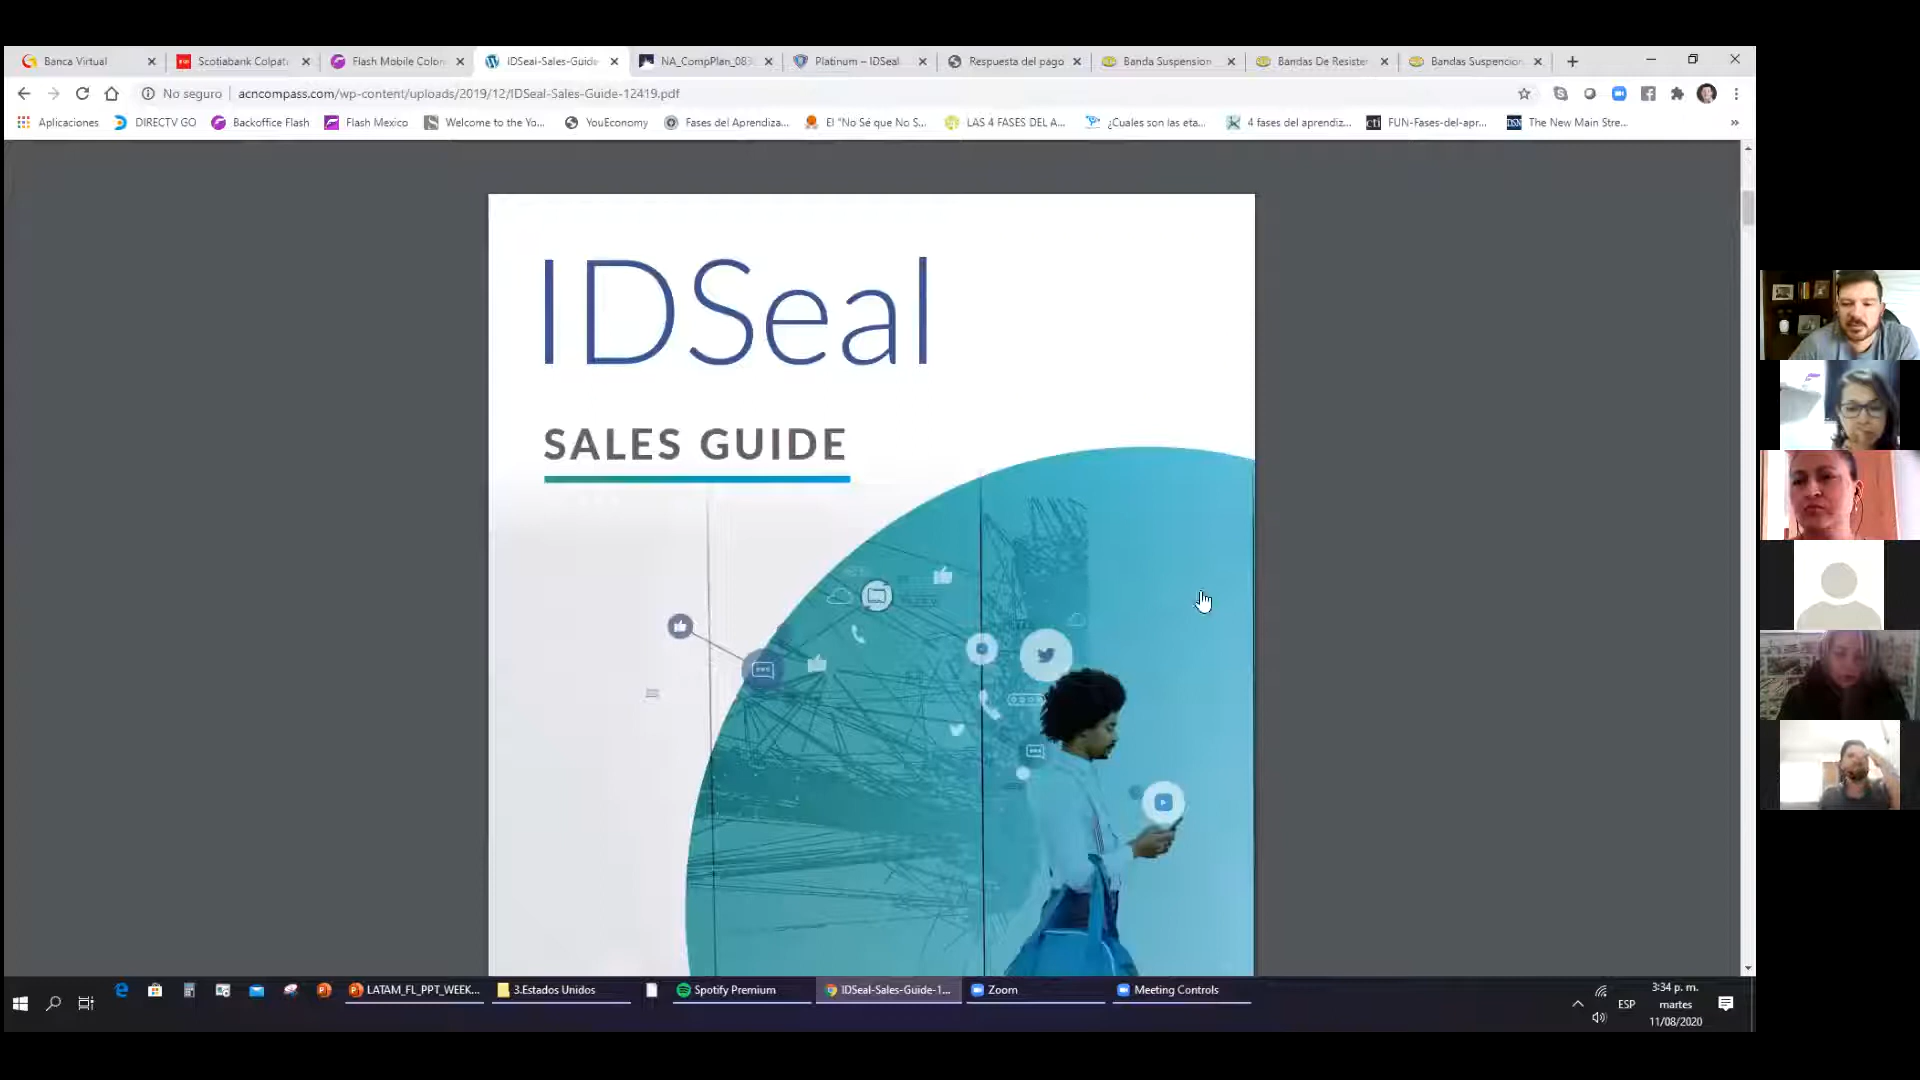 Banca Virtual
Scotiabank Colpat
Flash Mobile Colon
IDSeal-Sales-Guide-
NA_CompPlan_083
Platinum – IDSeal
Respuesta del pago
Banda Suspension
Bandas De Resiste
Bandas Suspencion
No seguro
acncompass.com/wp-content/uploads/2019/12/IDSeal-Sales-Guide-12419.pdf
Aplicaciones
DIRECTV GO
Backoffice Flash
Flash Mexico
Welcome to the Yo...
YouEconomy
Fases del Aprendiza...
El "No Sé que No S...
LAS 4 FASES DEL A...
¿Cuales son las eta...
4 fases del aprendiz...
FUN-Fases-del-apr...
The New Main Stre...
IDSeal
SALES GUIDE
LATAM_FL_PPT_WEEK...
3.Estados Unidos
Spotify Premium
IDSeal-Sales-Guide-1...
Zoom
Meeting Controls
ESP
3:34 p. m.
martes
11/08/2020